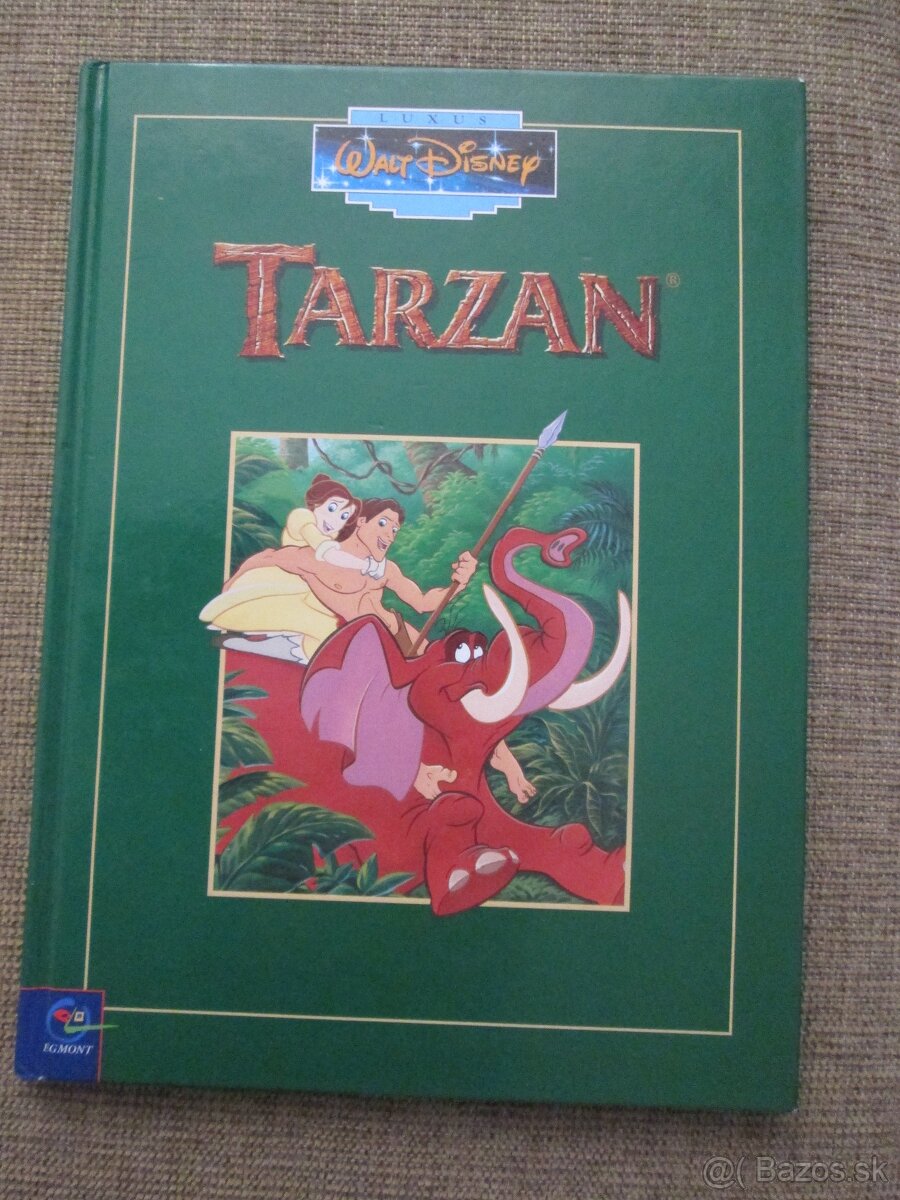 LUXUS
WALT DISNEY
TARZAN®
EGMONT
@( Bazos.sk